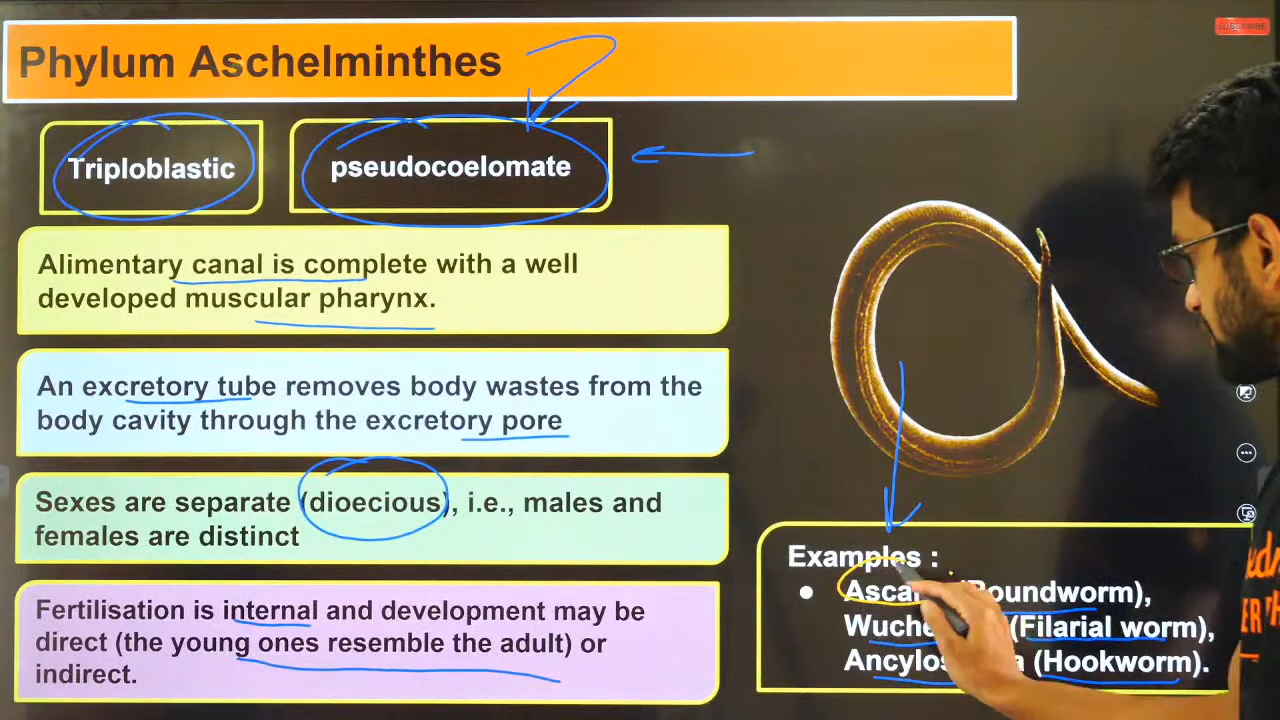 Phylum Aschelminthes
Triploblastic
pseudocoelomate
Alimentary canal is complete with a well
developed muscular pharynx.
An excretory tube removes body wastes from the
body cavity through the excretory pore
Sexes are separate (dioecious), i.e., males and
females are distinct
Fertilisation is internal and development may be
direct (the young ones resemble the adult) or
indirect.
Examples :
(Roundworm),
(Filarial worm),
(Hookworm).